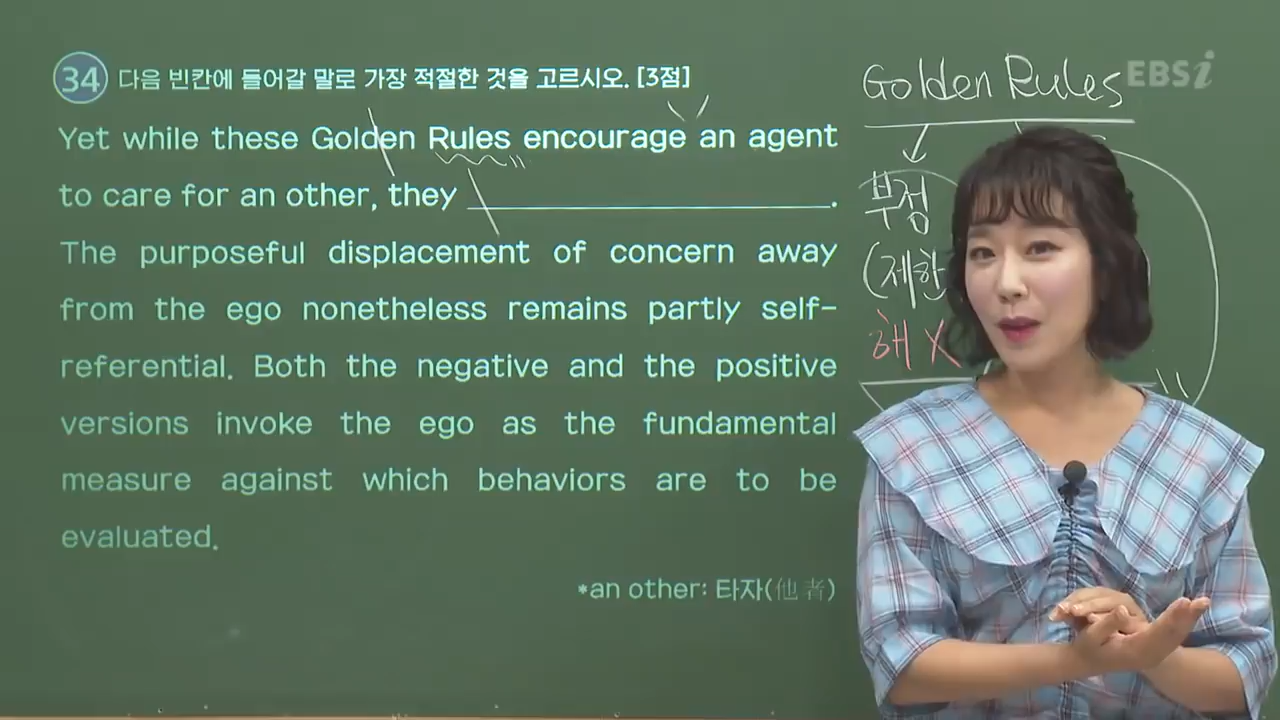 34 다음 빈칸에 들어갈 말로 가장 적절한 것을 고르시오. [3점]
Yet while these Golden Rules encourage an agent
to care for an other, they ____________.
The purposeful displacement of concern away
from the ego nonetheless remains partly self-
referential. Both the negative and the positive
versions invoke the ego as the fundamental
measure against which behaviors are to be
evaluated.
*an other: 타자(他者)
Golden Rules
EBSi
부정
(제한
해 X